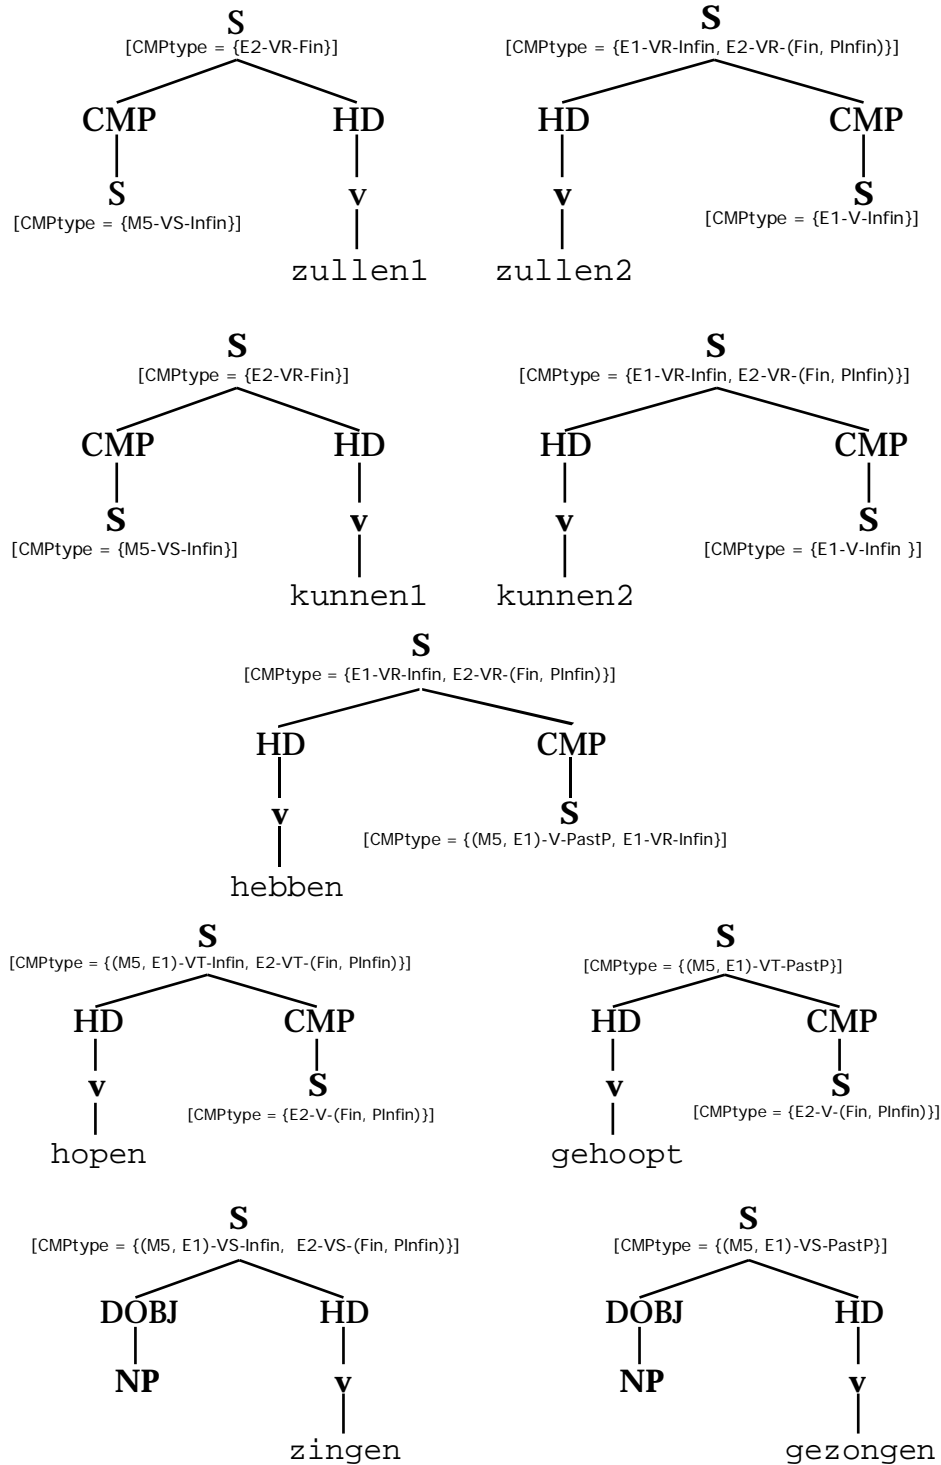 S S
[CMPtype = {E2-VR-Fin}] [CMPtype = {E1-VR-Infin, E2-VR-(Fin, PInfin)}]
CMP HD HD CMP
S v v S
[CMPtype = {M5-VS-Infin}] [CMPtype = {E1-V-Infin}]
zullen1 zullen2
S S
[CMPtype = {E2-VR-Fin}] [CMPtype = {E1-VR-Infin, E2-VR-(Fin, PInfin)}]
CMP HD HD CMP
S v v S
[CMPtype = {M5-VS-Infin}] [CMPtype = {E1-V-Infin }]
kunnen1 kunnen2
S
[CMPtype = {E1-VR-Infin, E2-VR-(Fin, PInfin)}]
HD CMP
v S
[CMPtype = {(M5, E1)-V-PastP, E1-VR-Infin}]
hebben
S S
[CMPtype = {(M5, E1)-VT-Infin, E2-VT-(Fin, PInfin)}] [CMPtype = {(M5, E1)-VT-PastP}]
HD CMP HD CMP
v S v S
[CMPtype = {E2-V-(Fin, PInfin)}] [CMPtype = {E2-V-(Fin, PInfin)}]
hopen gehoopt
S S
[CMPtype = {(M5, E1)-VS-Infin, E2-VS-(Fin, PInfin)}] [CMPtype = {(M5, E1)-VS-PastP}]
DOBJ HD DOBJ HD
NP v NP v
zingen gezongen